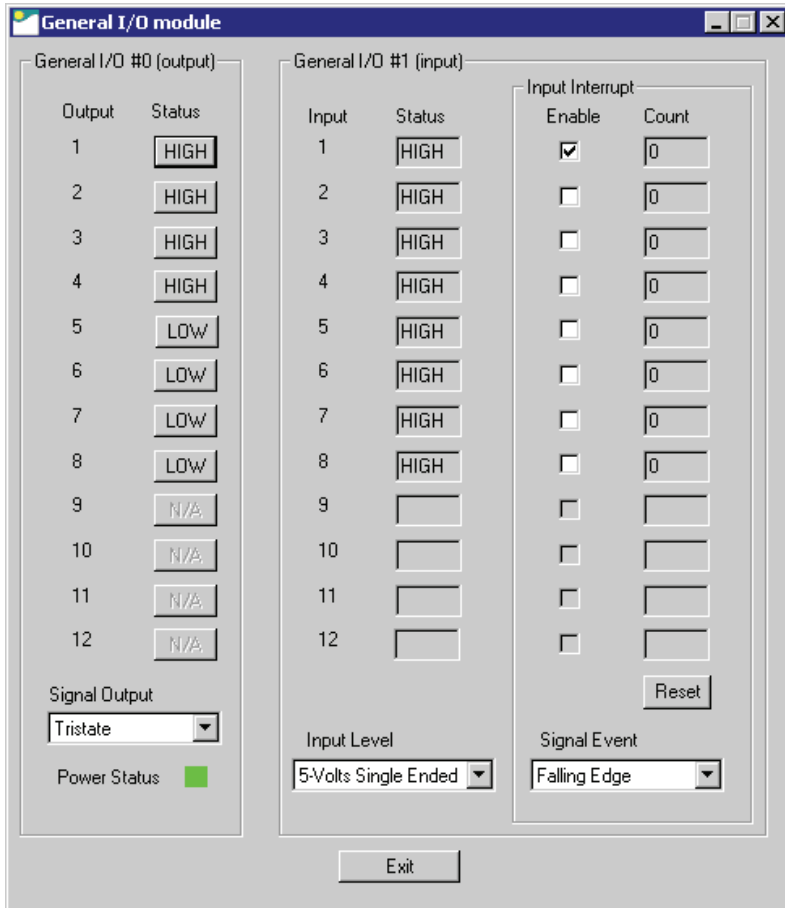 General I/O module
General I/O #0 (output)
Output Status
1 HIGH
2 HIGH
3 HIGH
4 HIGH
5 LOW
6 LOW
7 LOW
8 LOW
9 N/A
10 N/A
11 N/A
12 N/A
Signal Output
Tristate
Power Status
General I/O #1 (input)
Input Interrupt
Input Status Enable Count
1 HIGH 0
2 HIGH 0
3 HIGH 0
4 HIGH 0
5 HIGH 0
6 HIGH 0
7 HIGH 0
8 HIGH 0
9
10
11
12
Reset
Input Level
5-Volts Single Ended
Signal Event
Falling Edge
Exit